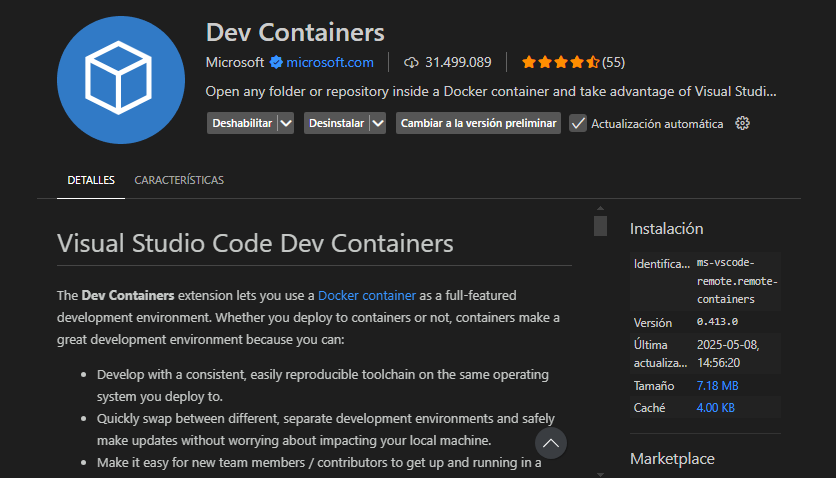 Dev Containers
Microsoft microsoft.com 31.499.089 (55)
Open any folder or repository inside a Docker container and take advantage of Visual Studi...
Deshabilitar Desinstalar Cambiar a la versión preliminar Actualización automática
DETALLES CARACTERÍSTICAS
Visual Studio Code Dev Containers
The Dev Containers extension lets you use a Docker container as a full-featured
development environment. Whether you deploy to containers or not, containers make a
great development environment because you can:
• Develop with a consistent, easily reproducible toolchain on the same operating
system you deploy to.
• Quickly swap between different, separate development environments and safely
make updates without worrying about impacting your local machine.
• Make it easy for new team members / contributors to get up and running in a
Instalación
Identifica... ms-vscode-
remote.remote-
containers
Versión 0.413.0
Última 2025-05-08,
actualiza... 14:56:20
Tamaño 7.18 MB
Caché 4.00 KB
Marketplace